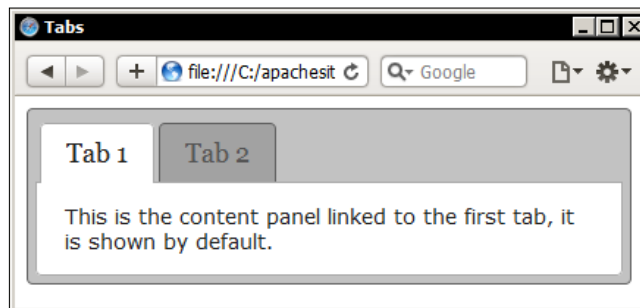 Tabs
file:///C:/apachesit
Google
Tab 1
Tab 2
This is the content panel linked to the first tab, it
is shown by default.